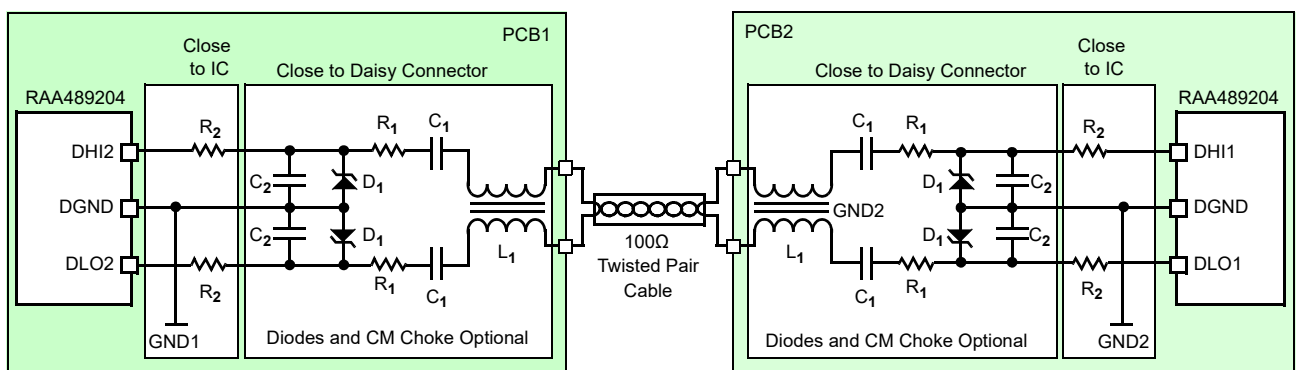 PCB1
Close
to IC
Close to Daisy Connector
RAA489204
DHI2
DGND
DLO2
R2
R2
C2
C2
D1
D1
R1
R1
C1
C1
L1
GND1
Diodes and CM Choke Optional
100Ω
Twisted Pair
Cable
PCB2
Close to Daisy Connector
Close
to IC
RAA489204
C1
C1
R1
R1
L1
GND2
D1
D1
C2
C2
R2
R2
DHI1
DGND
DLO1
GND2
Diodes and CM Choke Optional